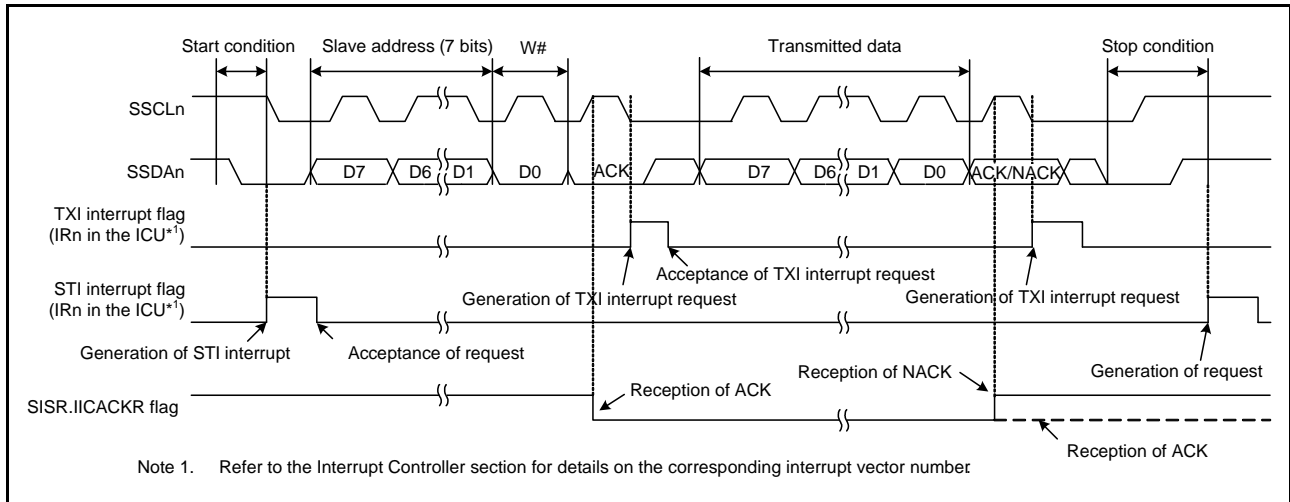 Start condition
Slave address (7 bits)
W#
Transmitted data
Stop condition
SSCLn
SSDAn
D7
D6
D1
D0
ACK
D7
D6
D1
D0
ACK/NACK
TXI interrupt flag
(IRn in the ICU*1)
Acceptance of TXI interrupt request
Generation of TXI interrupt request
Generation of TXI interrupt request
STI interrupt flag
(IRn in the ICU*1)
Generation of STI interrupt
Acceptance of request
Generation of request
Reception of ACK
Reception of NACK
SISR.IICACKR flag
Reception of ACK
Note 1. Refer to the Interrupt Controller section for details on the corresponding interrupt vector number.